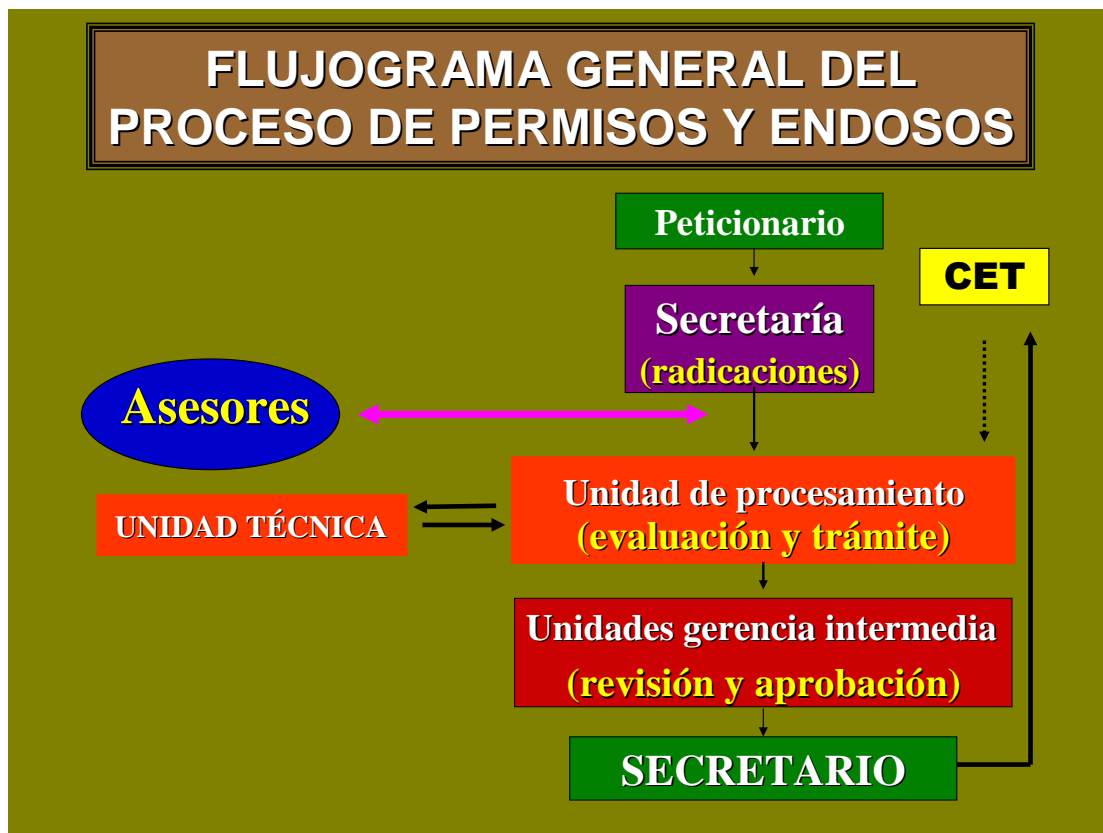 FLUJOGRAMA GENERAL DEL
PROCESO DE PERMISOS Y ENDOSOS
Peticionario
CET
Secretaría
(radicaciones)
Asesores
Unidad de procesamiento
(evaluación y trámite)
UNIDAD TÉCNICA
Unidades gerencia intermedia
(revisión y aprobación)
SECRETARIO